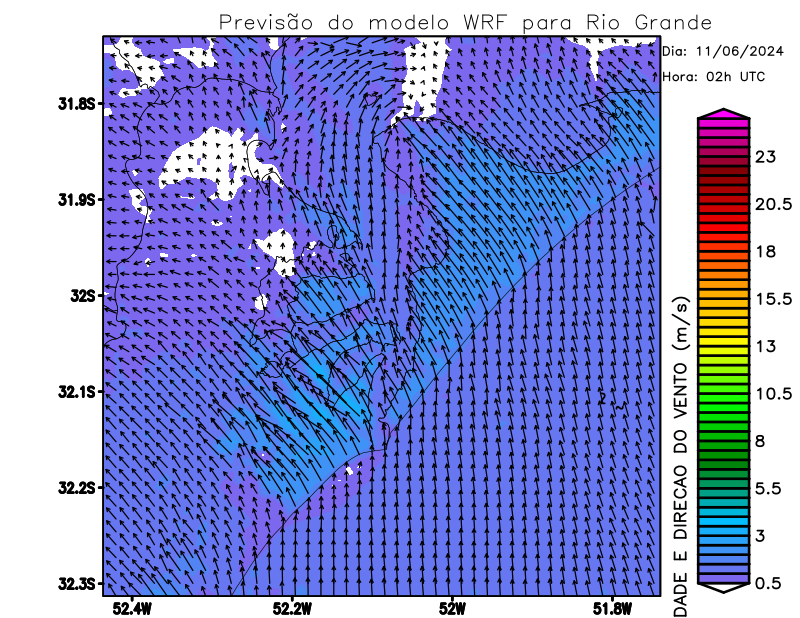 Previsão do modelo WRF para Rio Grande
Dia: 11/06/2024
Hora: 02h UTC
31.8S
31.9S
32S
32.1S
32.2S
32.3S
52.4W
52.2W
52W
51.8W
DADE E DIRECAO DO VENTO (m/s)
23
20.5
18
15.5
13
10.5
8
5.5
3
0.5